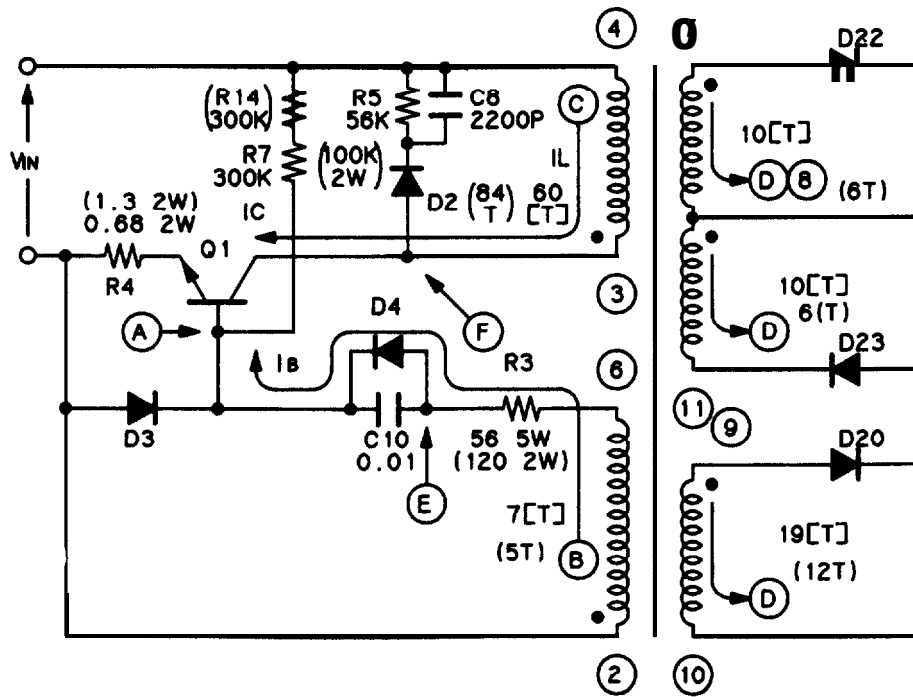 4
0
D22
(R14)
300K
R5
56K
C8
2200P
C
VIN
R7
300K
(100K
2W)
IL
10[T]
D 8
(6T)
(1.3 2W)
0.68 2W
IC
D2
(84
T)
60
[T]
Q1
R4
3
10[T]
6(T)
D
D23
A
D4
F
IB
R3
6
D3
C10
0.01
56 5W
(120 2W)
11
9
D20
E
7[T]
(5T)
B
19[T]
(12T)
D
2
10